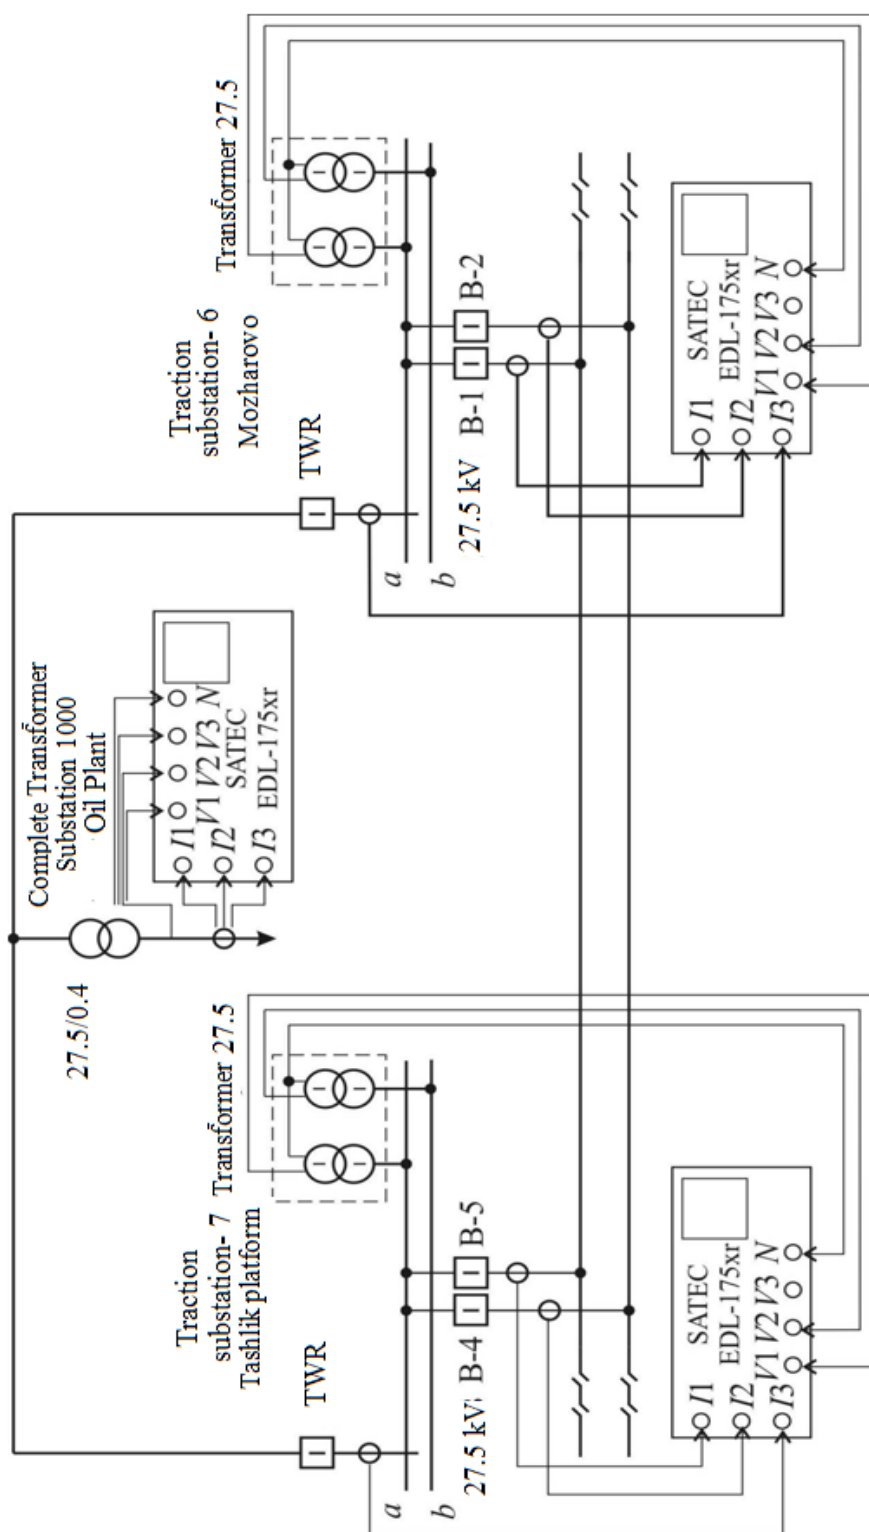 Traction
substation- 7
Tashlik platform
Transformer 27.5
TWR
a
b
27.5 kV
B-4
B-5
SATEC
EDL-175xr
I1
I2
I3
V1
V2
V3
N
27.5/0.4
Complete Transformer
Substation 1000
Oil Plant
I1
I2
I3
V1
V2
V3
N
SATEC
EDL-175xr
Traction
substation- 6
Mozharovo
Transformer 27.5
TWR
a
b
27.5 kV
B-1
B-2
SATEC
EDL-175xr
I1
I2
I3
V1
V2
V3
N